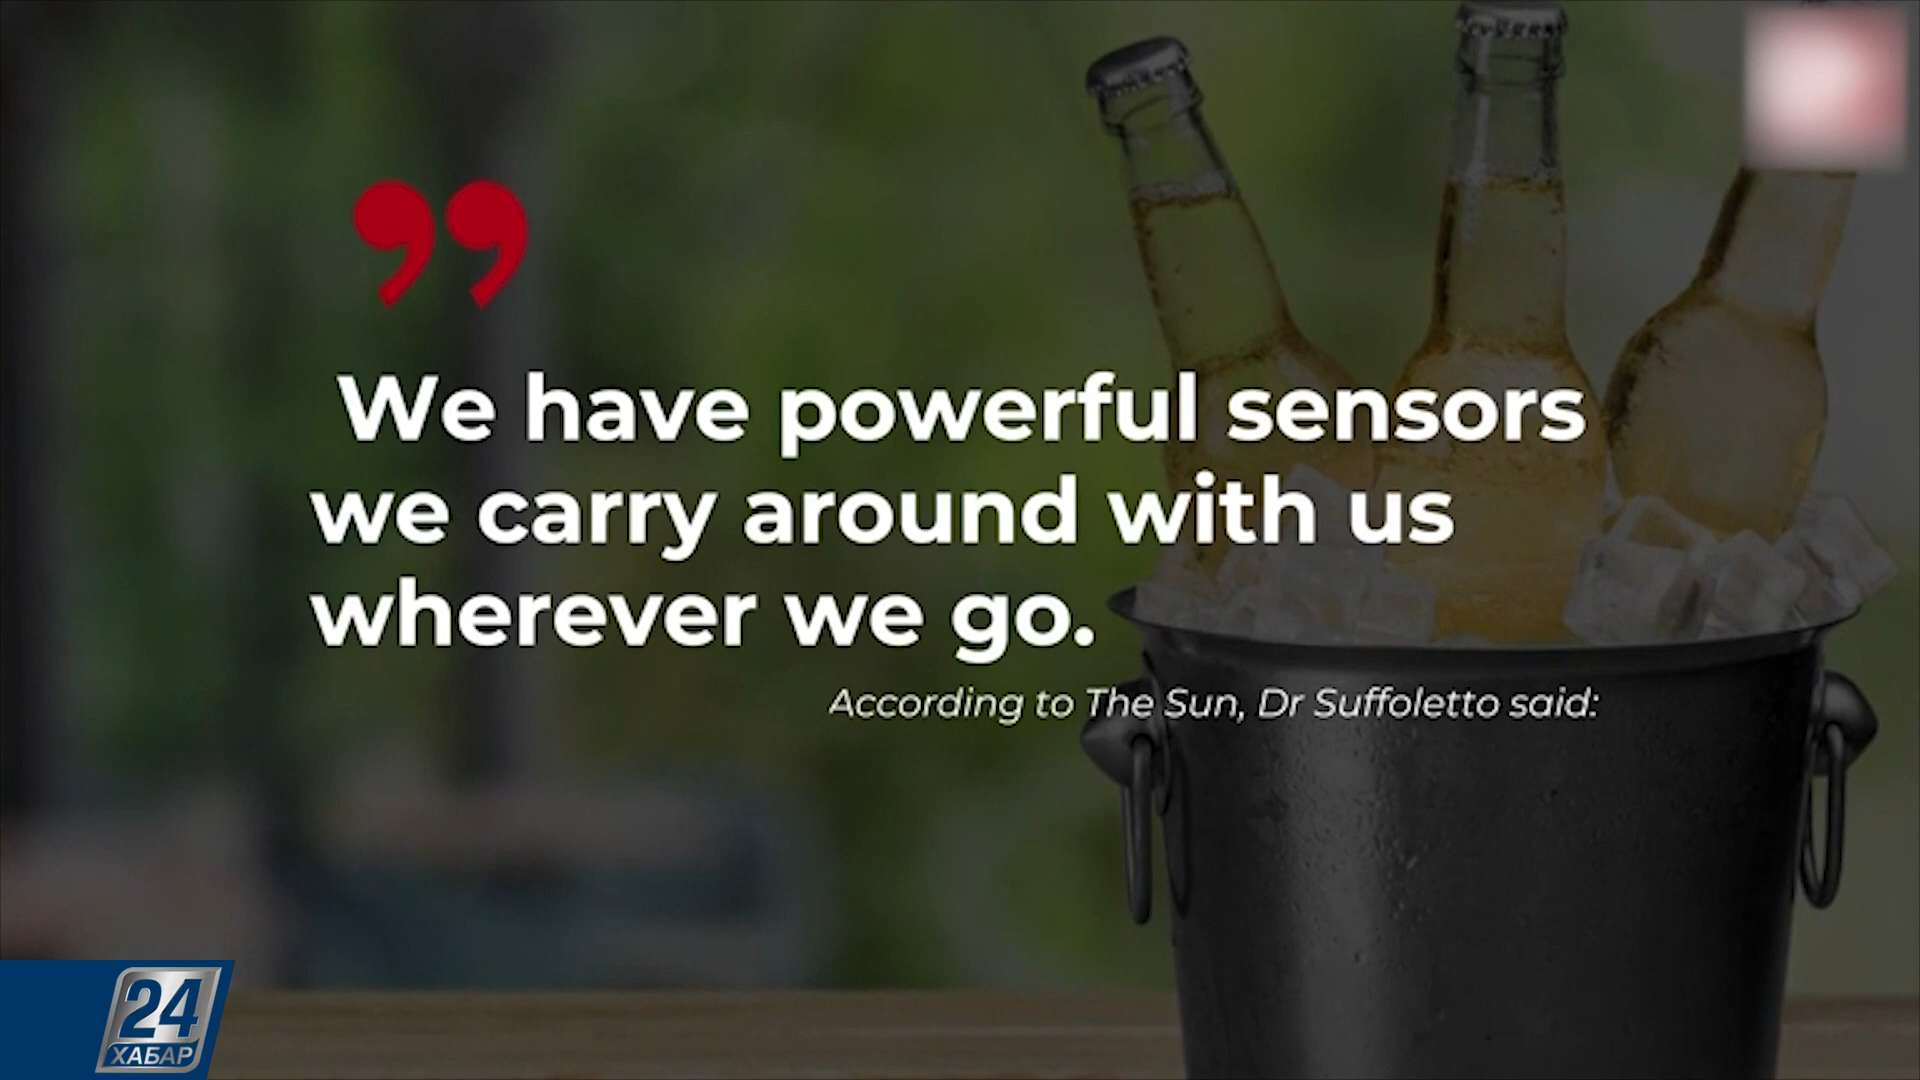 ”
We have powerful sensors
we carry around with us
wherever we go.
According to The Sun, Dr Suffoletto said:
24
ХАБАР